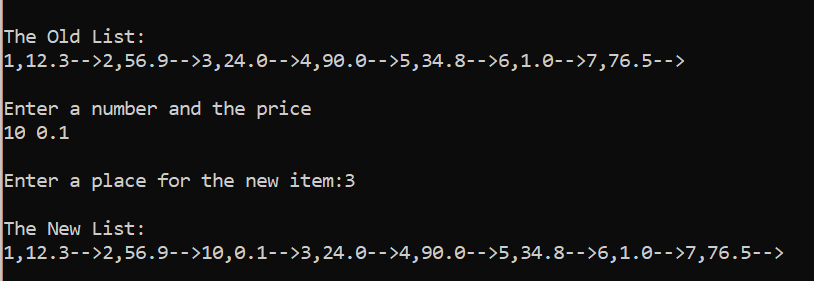 The Old List:
1,12.3-->2,56.9-->3,24.0-->4,90.0-->5,34.8-->6,1.0-->7,76.5-->
Enter a number and the price
10 0.1
Enter a place for the new item:3
The New List:
1,12.3-->2,56.9-->10,0.1-->3,24.0-->4,90.0-->5,34.8-->6,1.0-->7,76.5-->